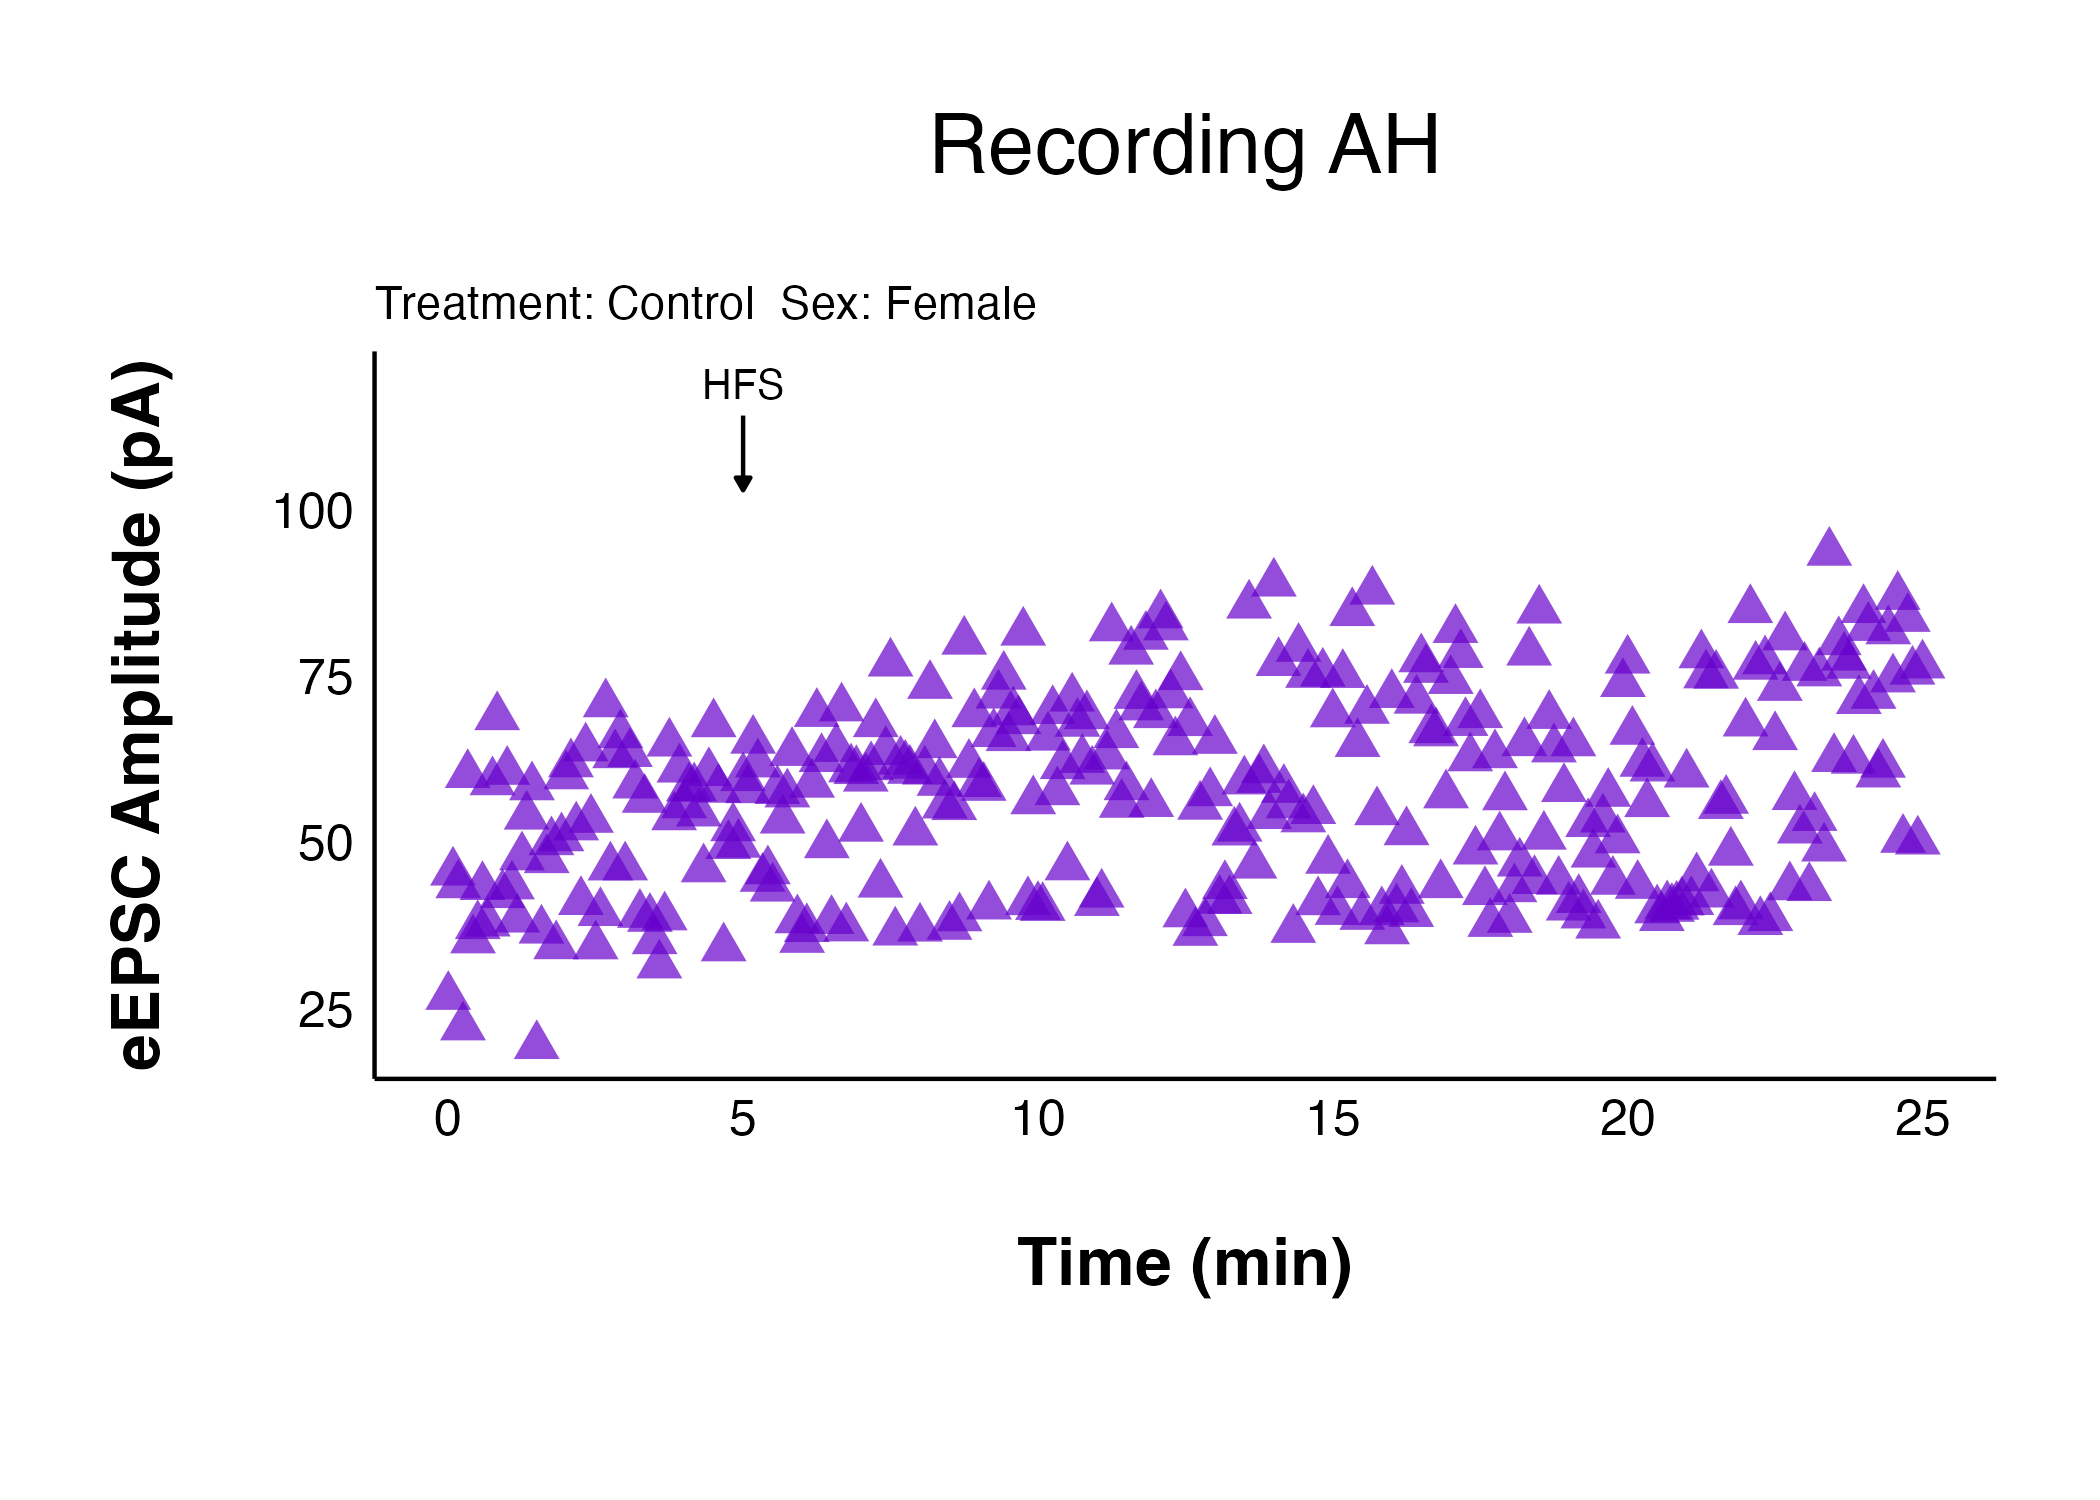 Recording AH
Treatment: Control  Sex: Female
HFS
eEPSC Amplitude (pA)
100
75
50
25
0 5 10 15 20 25
Time (min)